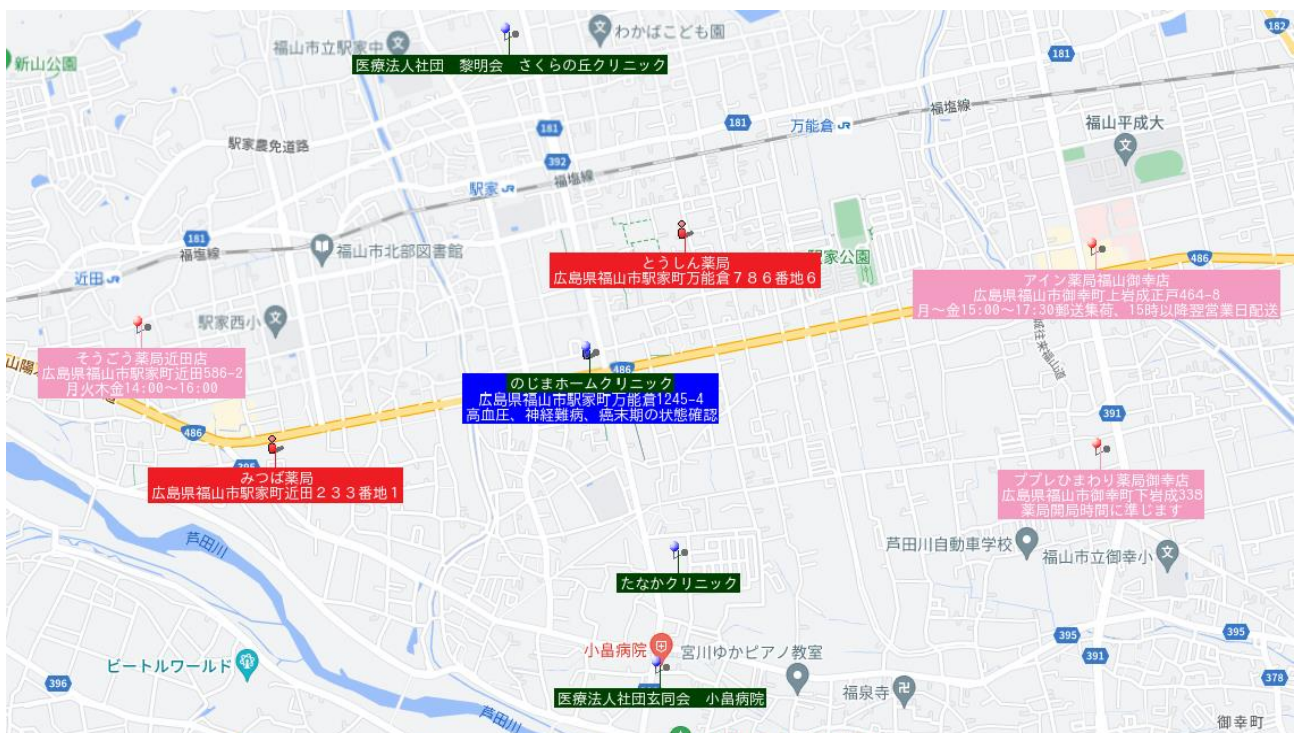 182
わかばこども園
福山市立駅家中
181
新山公園
医療法人社団　黎明会　さくらの丘クリニック
福塩線
181
181
万能倉 JR
福山平成大
駅家農免道路
392
福塩線
駅家 JR
181
福塩線
福山市北部図書館
近田 JR
とうしん薬局
広島県福山市駅家町万能倉７８６番地６
駅家公園
486
アイン薬局福山御幸店
広島県福山市御幸町上岩成正戸464-8
月～金15:00～17:30郵送集荷、15時以降翌営業日配送
駅家西小
そうごう薬局近田店
広島県福山市駅家町近田586-2
月火木金14:00～16:00
山陽
486
のじまホームクリニック
広島県福山市駅家町万能倉1245-4
高血圧、神経難病、癌末期の状態確認
391
486
みつば薬局
広島県福山市駅家町近田２３３番地１
ププレひまわり薬局御幸店
広島県福山市御幸町下岩成338
薬局開局時間に準じます
芦田川
芦田川自動車学校
福山市立御幸小
たなかクリニック
395
395
小畠病院
宮川ゆかピアノ教室
391
ビートルワールド
396
378
医療法人社団玄同会　小畠病院
福泉寺
芦田川
御幸町